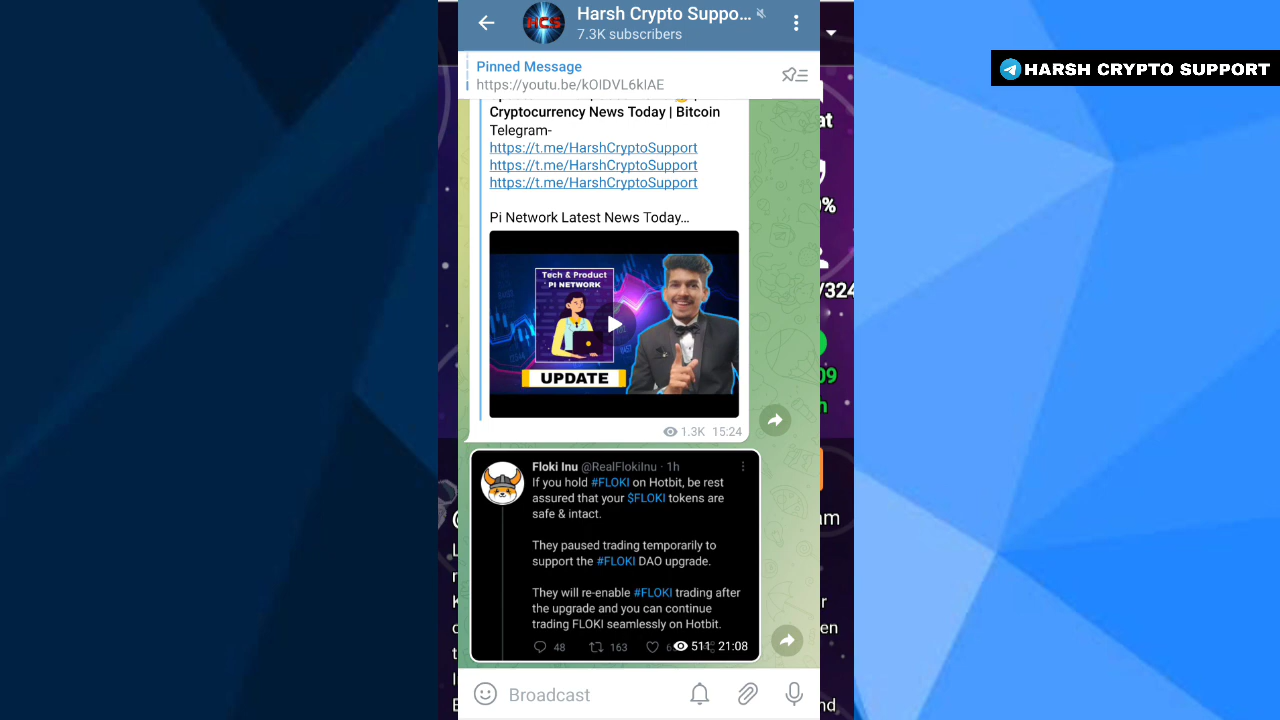 HCS
Harsh Crypto Suppo...
7.3K subscribers
Pinned Message
https://youtu.be/kOIDVL6kIAE
HARSH CRYPTO SUPPORT
Cryptocurrency News Today | Bitcoin
Telegram-
https://t.me/HarshCryptoSupport
https://t.me/HarshCryptoSupport
https://t.me/HarshCryptoSupport
Pi Network Latest News Today...
Tech & Product
PI NETWORK
UPDATE
1.3K 15:24
Floki Inu @RealFlokiInu · 1h
If you hold #FLOKI on Hotbit, be rest
assured that your $FLOKI tokens are
safe & intact.
They paused trading temporarily to
support the #FLOKI DAO upgrade.
They will re-enable #FLOKI trading after
the upgrade and you can continue
trading FLOKI seamlessly on Hotbit.
48 163 511 21:08
Broadcast